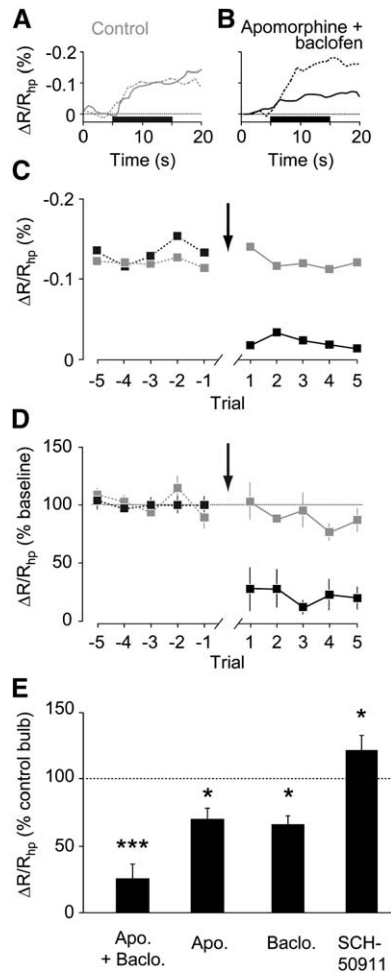 A
Control
B
Apomorphine +
baclofen
ΔR/Rhp (%)
-0.2
-0.1
0
0 10 20
Time (s)
0 10 20
Time (s)
C
ΔR/Rhp (%)
-0.2
-0.1
0
-5 -4 -3 -2 -1 1 2 3 4 5
Trial
D
ΔR/Rhp (% baseline)
150
100
50
0
-5 -4 -3 -2 -1 1 2 3 4 5
Trial
E
ΔR/Rhp (% control bulb)
150
100
50
0
***
*
*
*
Apo.
+ Baclo.
Apo.
Baclo.
SCH-
50911